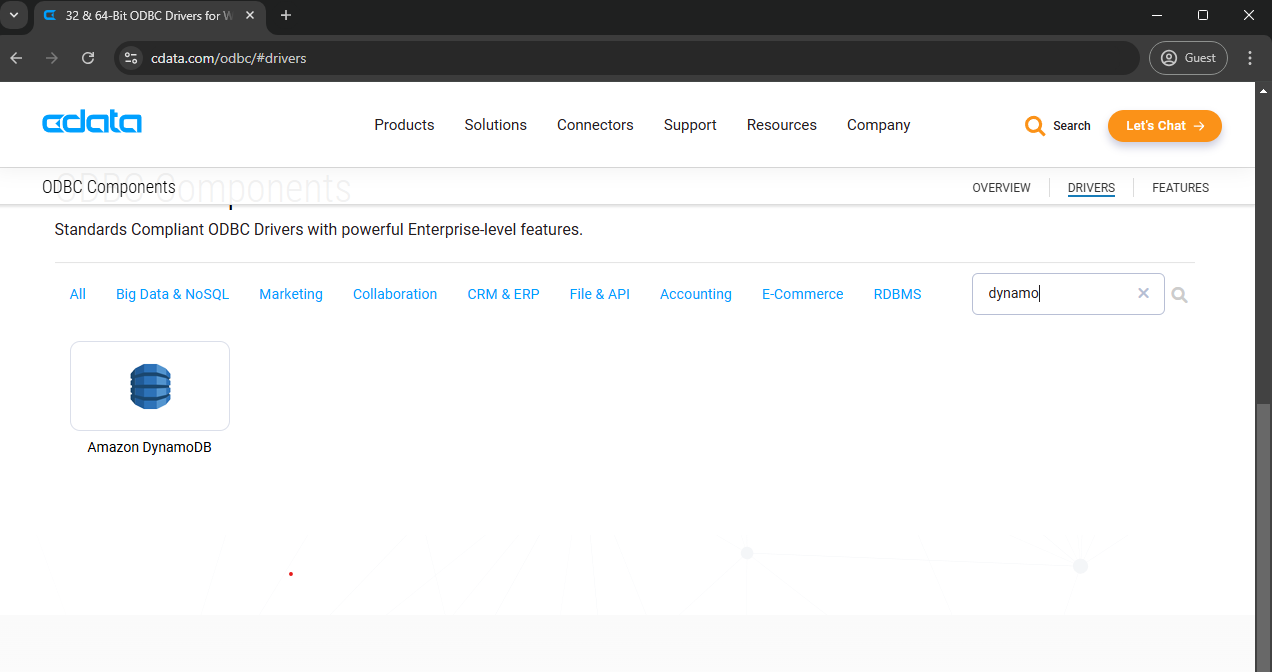 32 & 64-Bit ODBC Drivers for W
cdata.com/odbc/#drivers
Guest
cdata
Products
Solutions
Connectors
Support
Resources
Company
Search
Let's Chat →
ODBC Components
ODBC Components
OVERVIEW
DRIVERS
FEATURES
Standards Compliant ODBC Drivers with powerful Enterprise-level features.
All
Big Data & NoSQL
Marketing
Collaboration
CRM & ERP
File & API
Accounting
E-Commerce
RDBMS
dynamo
Amazon DynamoDB